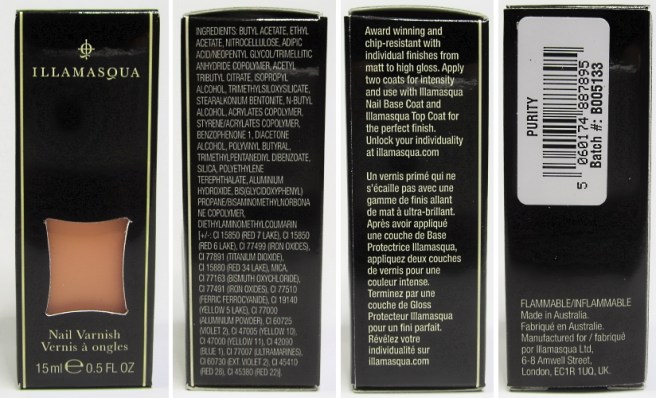 ILLAMASQUA
Nail Varnish
Vernis à ongles
15 ml e 0.5 FL OZ
INGREDIENTS: BUTYL ACETATE, ETHYL
ACETATE, NITROCELLULOSE, ADIPIC
ACID/NEOPENTYL GLYCOL/TRIMELLITIC
ANHYDRIDE COPOLYMER, ACETYL
TRIBUTYL CITRATE, ISOPROPYL
ALCOHOL, TRIMETHYLSILOXYSILICATE,
STEARALKONIUM BENTONITE, N-BUTYL
ALCOHOL, ACRYLATES COPOLYMER,
STYRENE/ACRYLATES COPOLYMER,
BENZOPHENONE 1, DIACETONE
ALCOHOL, POLYVINYL BUTYRAL,
TRIMETHYLPENTANEDIYL DIBENZOATE,
SILICA, POLYETHYLENE
TEREPHTHALATE, ALUMINIUM
HYDROXIDE, BIS(GLYCIDOXYPHENYL)
PROPANE/BISAMINOMETHYLNORBORNA
NE COPOLYMER,
DIETHYLAMINOMETHYLCOUMARIN
[+/-: CI 15850 (RED 7 LAKE), CI 15850
(RED 6 LAKE), CI 77499 (IRON OXIDES),
CI 77891 (TITANIUM DIOXIDE),
CI 15880 (RED 34 LAKE), MICA,
CI 77163 (BISMUTH OXYCHLORIDE),
CI 77491 (IRON OXIDES), CI 77510
(FERRIC FERROCYANIDE), CI 19140
(YELLOW 5 LAKE), CI 77000
(ALUMINUM POWDER), CI 60725
(VIOLET 2), CI 47005 (YELLOW 10),
CI 47000 (YELLOW 11), CI 42090
(BLUE 1), CI 77007 (ULTRAMARINES),
CI 60730 (EXT. VIOLET 2), CI 45410
(RED 28), CI 45380 (RED 22)]
Award winning and
chip-resistant with
individual finishes from
matt to high gloss. Apply
two coats for intensity
and use with Illamasqua
Nail Base Coat and
Illamasqua Top Coat for
the perfect finish.
Unlock your individuality
at illamasqua.com
Un vernis primé qui ne
s'écaille pas avec une
gamme de finis allant
de mat à ultra-brillant.
Après avoir appliqué
une couche de Base
Protectrice Illamasqua,
appliquez deux couches
de vernis pour une
couleur intense.
Terminez par une
couche de Gloss
Protecteur Illamasqua
pour un fini parfait.
Révélez votre
individualité sur
illamasqua.com
PURITY
5 060174 887895
Batch #: B005133
FLAMMABLE/INFLAMMABLE
Made in Australia.
Fabriqué en Australie.
Manufactured for / fabriqué
por Illamasqua Ltd,
6-8 Amwell Street,
London, EC1R 1UQ, UK.